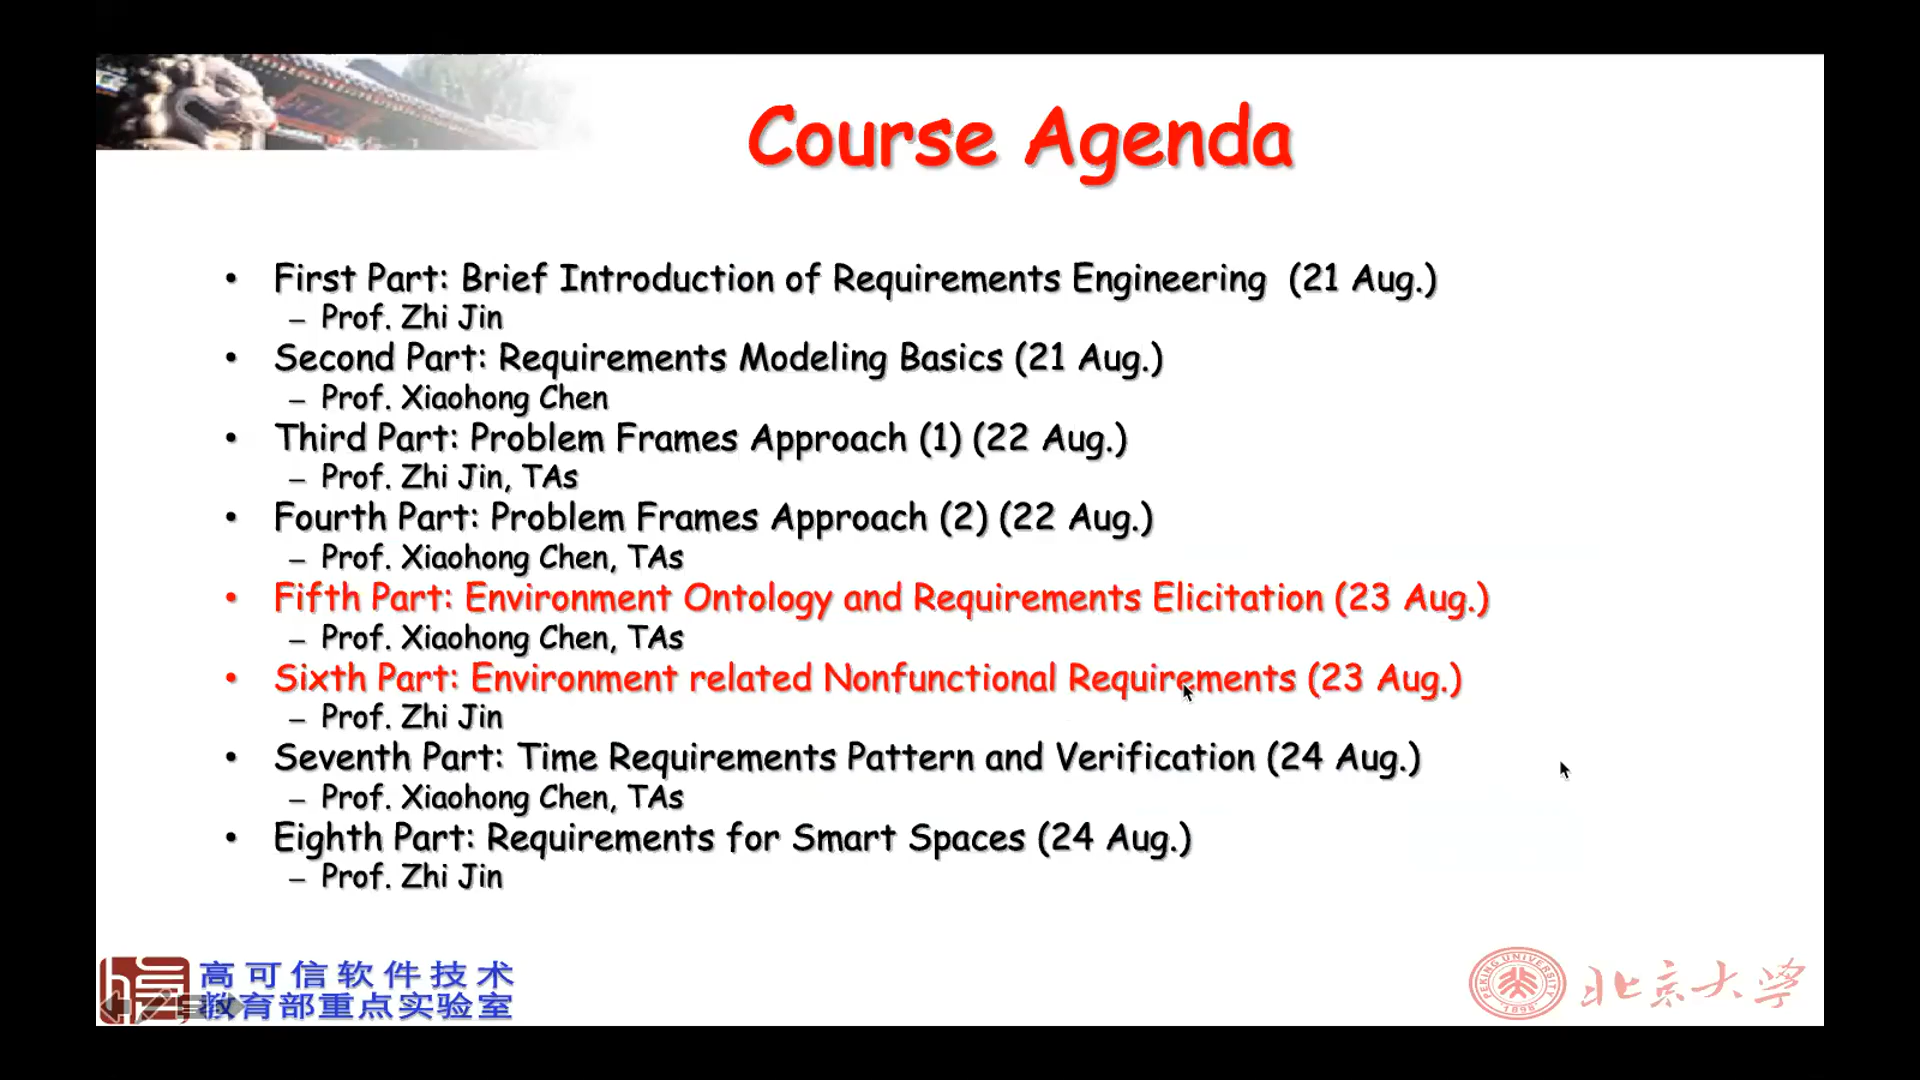 Course Agenda
• First Part: Brief Introduction of Requirements Engineering (21 Aug.)
– Prof. Zhi Jin
• Second Part: Requirements Modeling Basics (21 Aug.)
– Prof. Xiaohong Chen
• Third Part: Problem Frames Approach (1) (22 Aug.)
– Prof. Zhi Jin, TAs
• Fourth Part: Problem Frames Approach (2) (22 Aug.)
– Prof. Xiaohong Chen, TAs
• Fifth Part: Environment Ontology and Requirements Elicitation (23 Aug.)
– Prof. Xiaohong Chen, TAs
• Sixth Part: Environment related Nonfunctional Requirements (23 Aug.)
– Prof. Zhi Jin
• Seventh Part: Time Requirements Pattern and Verification (24 Aug.)
– Prof. Xiaohong Chen, TAs
• Eighth Part: Requirements for Smart Spaces (24 Aug.)
– Prof. Zhi Jin
高可信软件技术
教育部重点实验室
PEKING UNIVERSITY
1898
北京大学